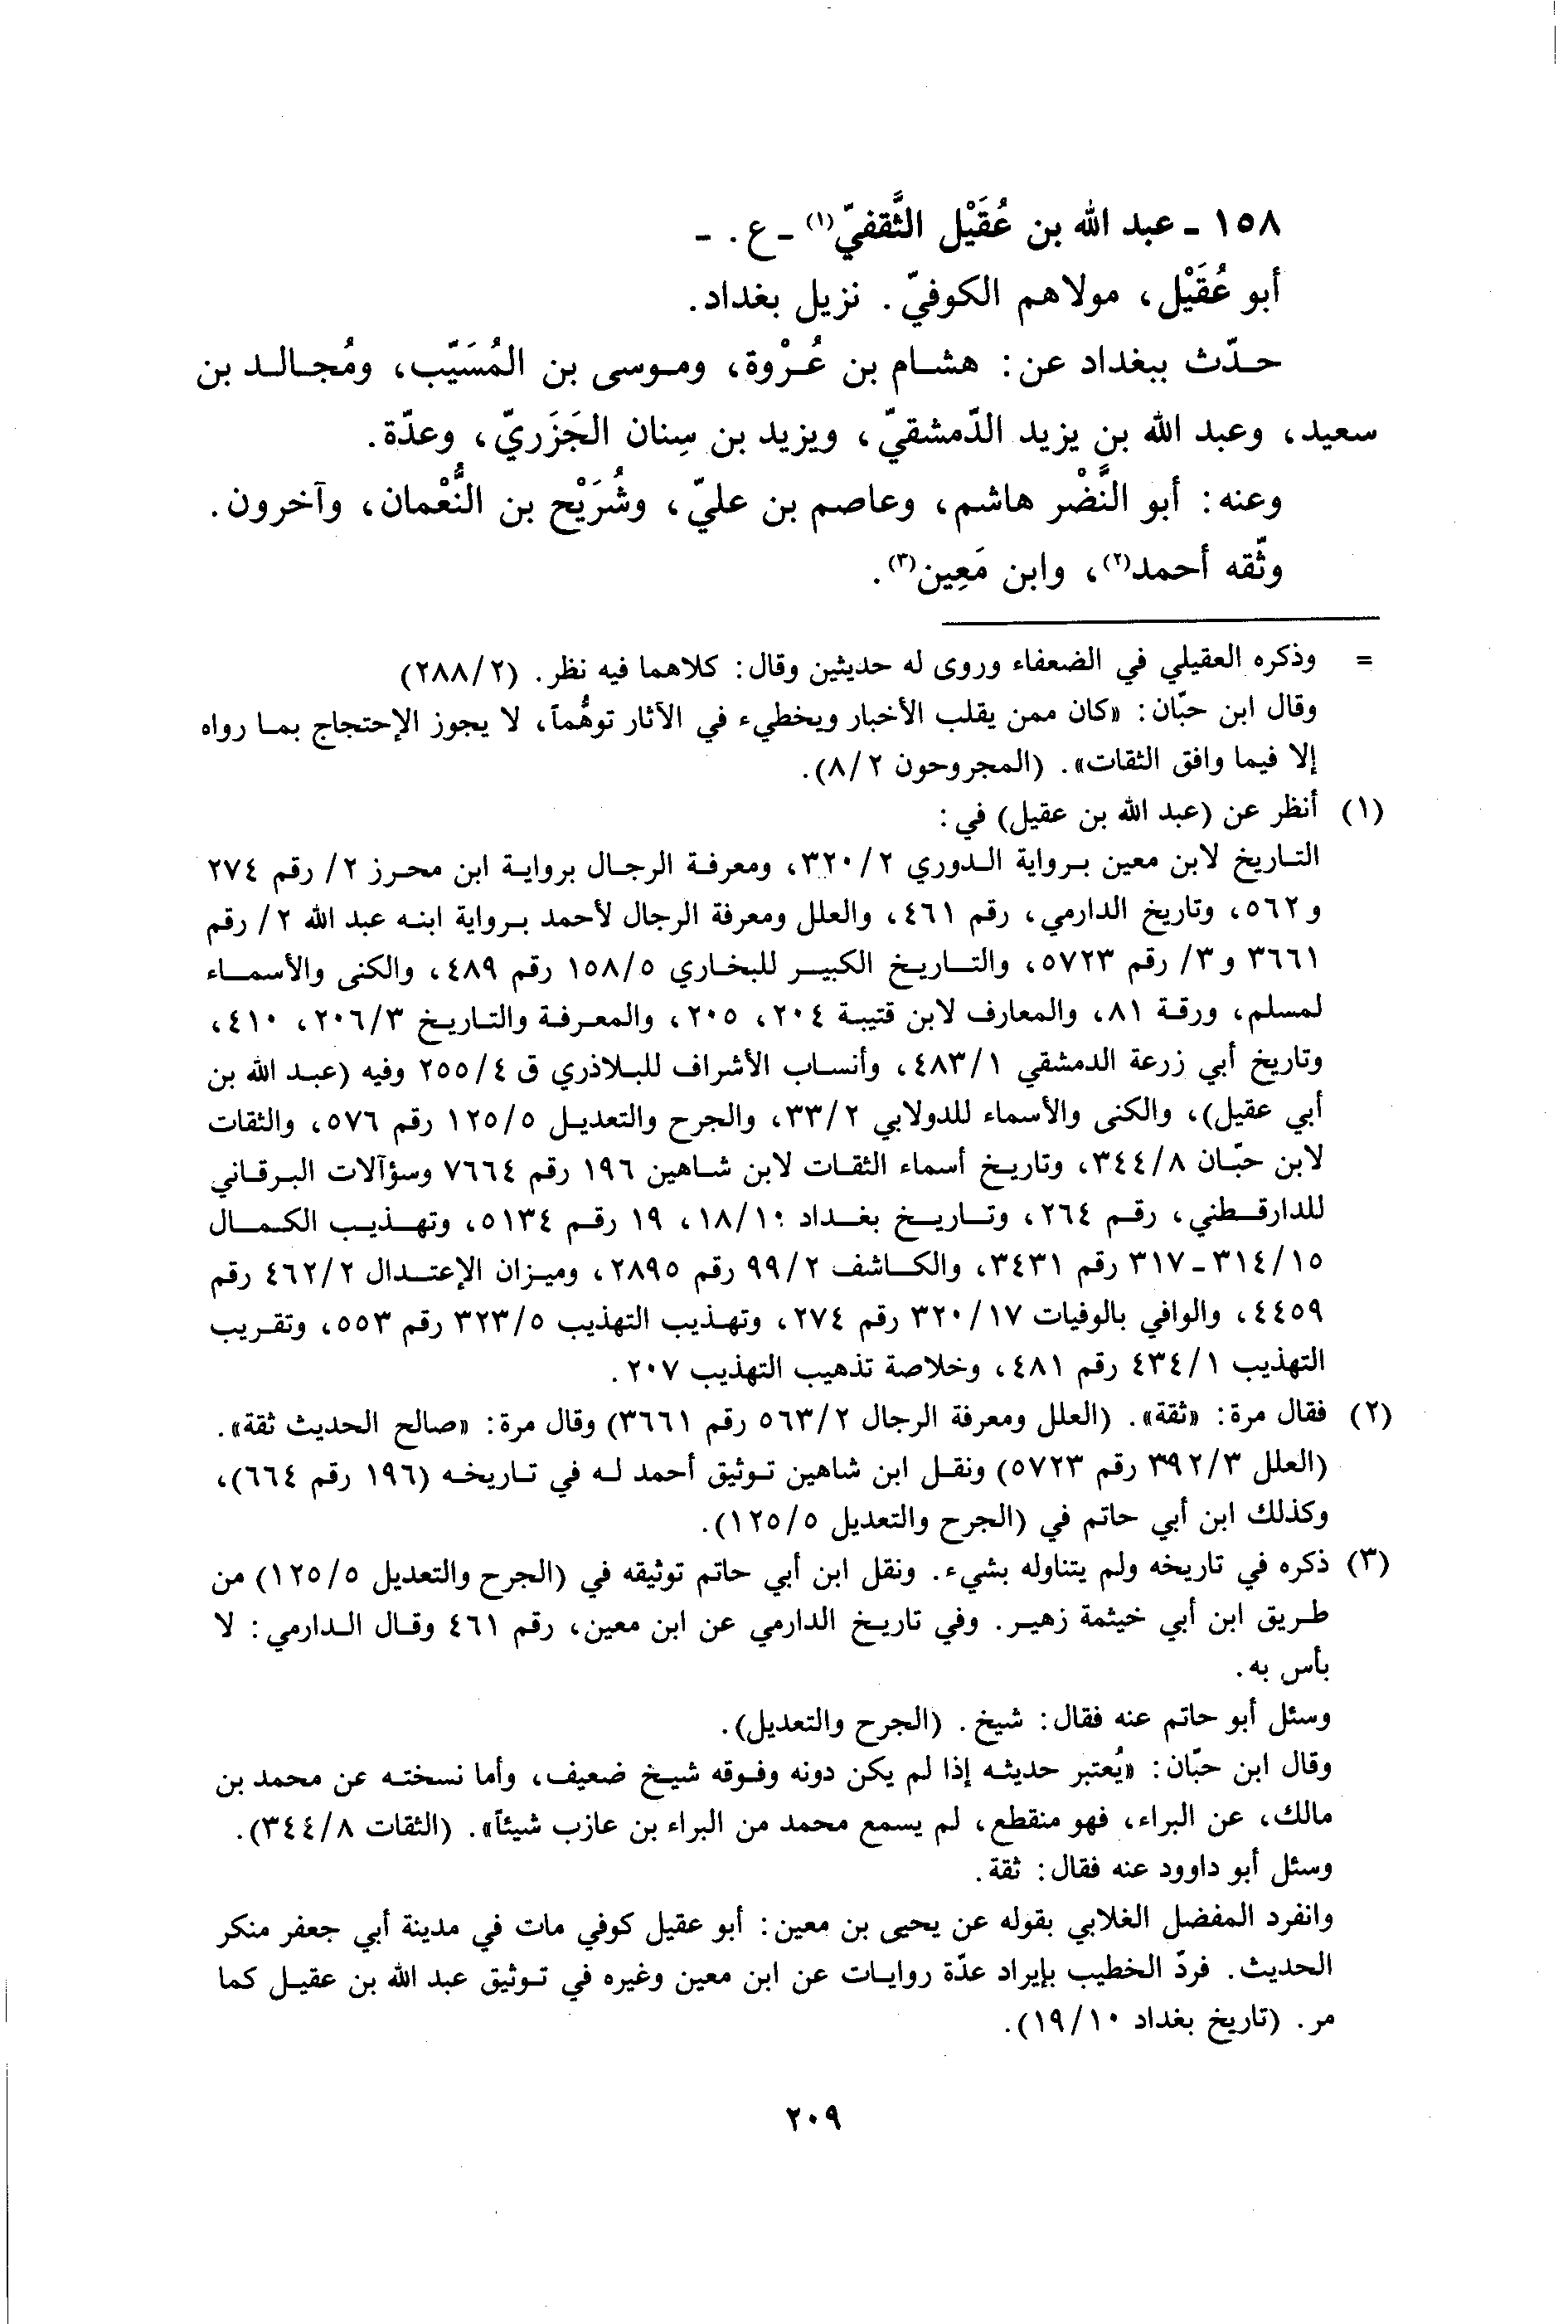 ١٥٨ - عبد الله بن عُقَيْل الثَّقفيّ(١) - ع. -
أبو عُقَيْل، مولاهم الكوفيّ. نزيل بغداد.
حدّث ببغداد عن: هشام بن عُرْوة، وموسى بن المُسَيّب، ومُجالد بن
سعيد، وعبد الله بن يزيد الدّمشقيّ، ويزيد بن سِنان الجَزَريّ، وعدّة.
وعنه: أبو النَّضْر هاشم، وعاصم بن عليّ، وشُرَيْح بن النُّعْمان، وآخرون.
وثّقه أحمد(٢)، وابن مَعِين(٣).
= وذكره العقيلي في الضعفاء وروى له حديثين وقال: كلاهما فيه نظر. (٢٨٨/٢)
وقال ابن حبّان: «كان ممن يقلب الأخبار ويخطيء في الآثار توهُّماً، لا يجوز الإحتجاج بما رواه
إلا فيما وافق الثقات». (المجروحون ٨/٢).
(١) أنظر عن (عبد الله بن عقيل) في:
التاريخ لابن معين برواية الدوري ٣٢٠/٢، ومعرفة الرجال برواية ابن محرز ٢/ رقم ٢٧٤
و ٥٦٢، وتاريخ الدارمي، رقم ٤٦١، والعلل ومعرفة الرجال لأحمد برواية ابنه عبد الله ٢/ رقم
٣٦٦١ و ٣/ رقم ٥٧٢٣، والتاريخ الكبير للبخاري ١٥٨/٥ رقم ٤٨٩، والكنى والأسماء
لمسلم، ورقة ٨١، والمعارف لابن قتيبة ٢٠٤، ٢٠٥، والمعرفة والتاريخ ٢٠٦/٣، ٤١٠،
وتاريخ أبي زرعة الدمشقي ٤٨٣/١، وأنساب الأشراف للبلاذري ق ٢٥٥/٤ وفيه (عبد الله بن
أبي عقيل)، والكنى والأسماء للدولابي ٣٣/٢، والجرح والتعديل ١٢٥/٥ رقم ٥٧٦، والثقات
لابن حبّان ٣٤٤/٨، وتاريخ أسماء الثقات لابن شاهين ١٩٦ رقم ٧٦٦٤ وسؤآلات البرقاني
للدارقطني، رقم ٢٦٤، وتاريخ بغداد ١٨/١٠، ١٩ رقم ٥١٣٤، وتهذيب الكمال
٣١٤/١٥ - ٣١٧ رقم ٣٤٣١، والكاشف ٩٩/٢ رقم ٢٨٩٥، وميزان الإعتدال ٤٦٢/٢ رقم
٤٤٥٩، والوافي بالوفيات ٣٢٠/١٧ رقم ٢٧٤، وتهذيب التهذيب ٣٢٣/٥ رقم ٥٥٣، وتقريب
التهذيب ٤٣٤/١ رقم ٤٨١، وخلاصة تذهيب التهذيب ٢٠٧.
(٢) فقال مرة: «ثقة». (العلل ومعرفة الرجال ٥٦٣/٢ رقم ٣٦٦١) وقال مرة: «صالح الحديث ثقة».
(العلل ٣٩٢/٣ رقم ٥٧٢٣) ونقل ابن شاهين توثيق أحمد له في تاريخه (١٩٦ رقم ٦٦٤)،
وكذلك ابن أبي حاتم في (الجرح والتعديل ١٢٥/٥).
(٣) ذكره في تاريخه ولم يتناوله بشيء. ونقل ابن أبي حاتم توثيقه في (الجرح والتعديل ١٢٥/٥) من
طريق ابن أبي خيثمة زهير. وفي تاريخ الدارمي عن ابن معين، رقم ٤٦١ وقال الدارمي: لا
بأس به.
وسئل أبو حاتم عنه فقال: شيخ. (الجرح والتعديل).
وقال ابن حبّان: «يُعتبر حديثه إذا لم يكن دونه وفوقه شيخ ضعيف، وأما نسخته عن محمد بن
مالك، عن البراء، فهو منقطع، لم يسمع محمد من البراء بن عازب شيئاً». (الثقات ٣٤٤/٨).
وسئل أبو داوود عنه فقال: ثقة.
وانفرد المفضل الغلابي بقوله عن يحيى بن معين: أبو عقيل كوفي مات في مدينة أبي جعفر منكر
الحديث. فردّ الخطيب بإيراد عدّة روايات عن ابن معين وغيره في توثيق عبد الله بن عقيل كما
مر. (تاريخ بغداد ١٩/١٠).
٢٠٩